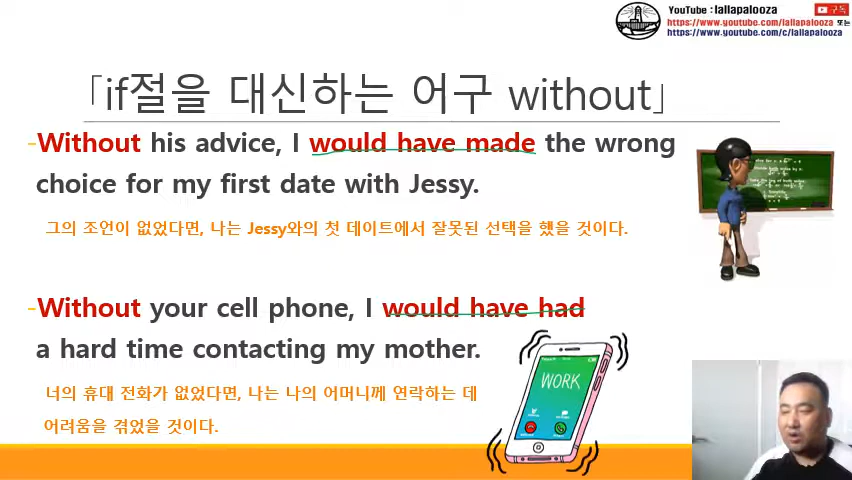 YouTube : lallapalooza
구독
https://www.youtube.com/lallapalooza 또는
https://www.youtube.com/c/lallapalooza
「if절을 대신하는 어구 without」
-Without his advice, I would have made the wrong
choice for my first date with Jessy.
그의 조언이 없었다면, 나는 Jessy와의 첫 데이트에서 잘못된 선택을 했을 것이다.
-Without your cell phone, I would have had
a hard time contacting my mother.
너의 휴대 전화가 없었다면, 나는 나의 어머니께 연락하는 데
어려움을 겪었을 것이다.
WORK